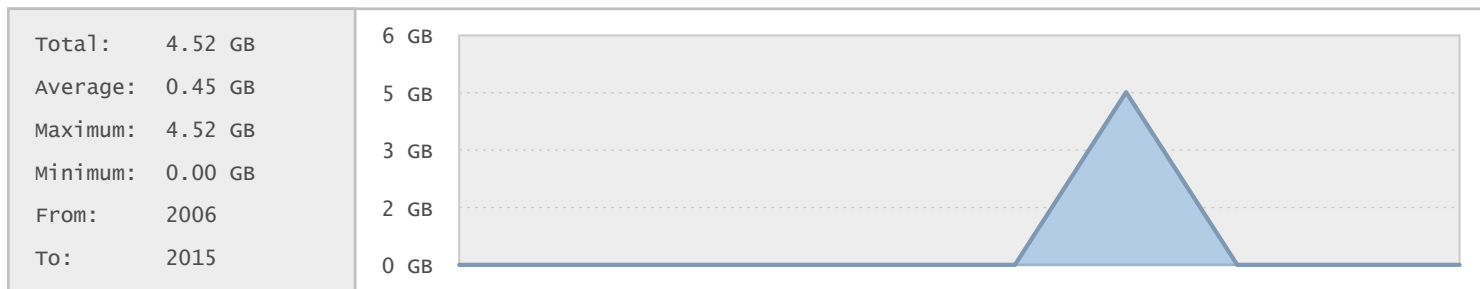 Total: 4.52 GB
Average: 0.45 GB
Maximum: 4.52 GB
Minimum: 0.00 GB
From: 2006
To: 2015
6 GB
5 GB
3 GB
2 GB
0 GB